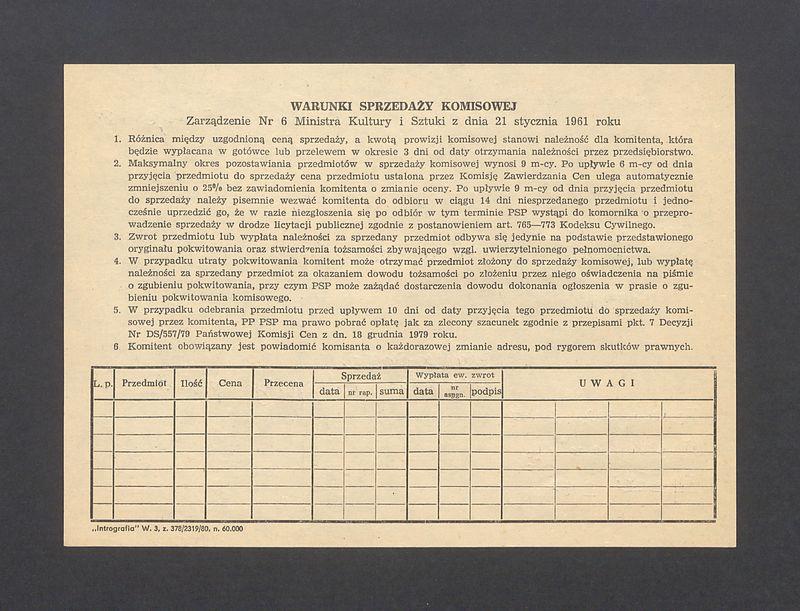 WARUNKI SPRZEDAŻY KOMISOWEJ
Zarządzenie Nr 6 Ministra Kultury i Sztuki z dnia 21 stycznia 1961 roku
1. Różnica między uzgodnioną ceną sprzedaży, a kwotą prowizji komisowej stanowi należność dla komitenta, która
będzie wypłacana w gotówce lub przelewem w okresie 3 dni od daty otrzymania należności przez przedsiębiorstwo.
2. Maksymalny okres pozostawiania przedmiotów w sprzedaży komisowej wynosi 9 m-cy. Po upływie 6 m-cy od dnia
przyjęcia przedmiotu do sprzedaży cena przedmiotu ustalona przez Komisję Zawierdzania Cen ulega automatycznie
zmniejszeniu o 25% bez zawiadomienia komitenta o zmianie oceny. Po upływie 9 m-cy od dnia przyjęcia przedmiotu
do sprzedaży należy pisemnie wezwać komitenta do odbioru w ciągu 14 dni niesprzedanego przedmiotu i jedno-
cześnie uprzedzić go, że w razie niezgłoszenia się po odbiór w tym terminie PSP wystąpi do komornika o przepro-
wadzenie sprzedaży w drodze licytacji publicznej zgodnie z postanowieniem art. 765—773 Kodeksu Cywilnego.
3. Zwrot przedmiotu lub wypłata należności za sprzedany przedmiot odbywa się jedynie na podstawie przedstawionego
oryginału pokwitowania oraz stwierdzenia tożsamości zbywającego wzgl. uwierzytelnionego pełnomocnictwa.
4. W przypadku utraty pokwitowania komitent może otrzymać przedmiot złożony do sprzedaży komisowej, lub wypłatę
należności za sprzedany przedmiot za okazaniem dowodu tożsamości po złożeniu przez niego oświadczenia na piśmie
o zgubieniu pokwitowania, przy czym PSP może zażądać dostarczenia dowodu dokonania ogłoszenia w prasie o zgu-
bieniu pokwitowania komisowego.
5. W przypadku odebrania przedmiotu przed upływem 10 dni od daty przyjęcia tego przedmiotu do sprzedaży komi-
sowej przez komitenta, PP PSP ma prawo pobrać opłatę jak za zlecony szacunek zgodnie z przepisami pkt. 7 Decyzji
Nr DS/557/79 Państwowej Komisji Cen z dn. 18 grudnia 1979 roku.
6 Komitent obowiązany jest powiadomić komisanta o każdorazowej zmianie adresu, pod rygorem skutków prawnych.
L. p. Przedmiot Ilość Cena Przecena Sprzedaż Wypłata ew. zwrot U W A G I
data nr rap. suma data nr asygn. podpis
„Intrografia" W. 3, z. 378/2319/80, n. 60.000